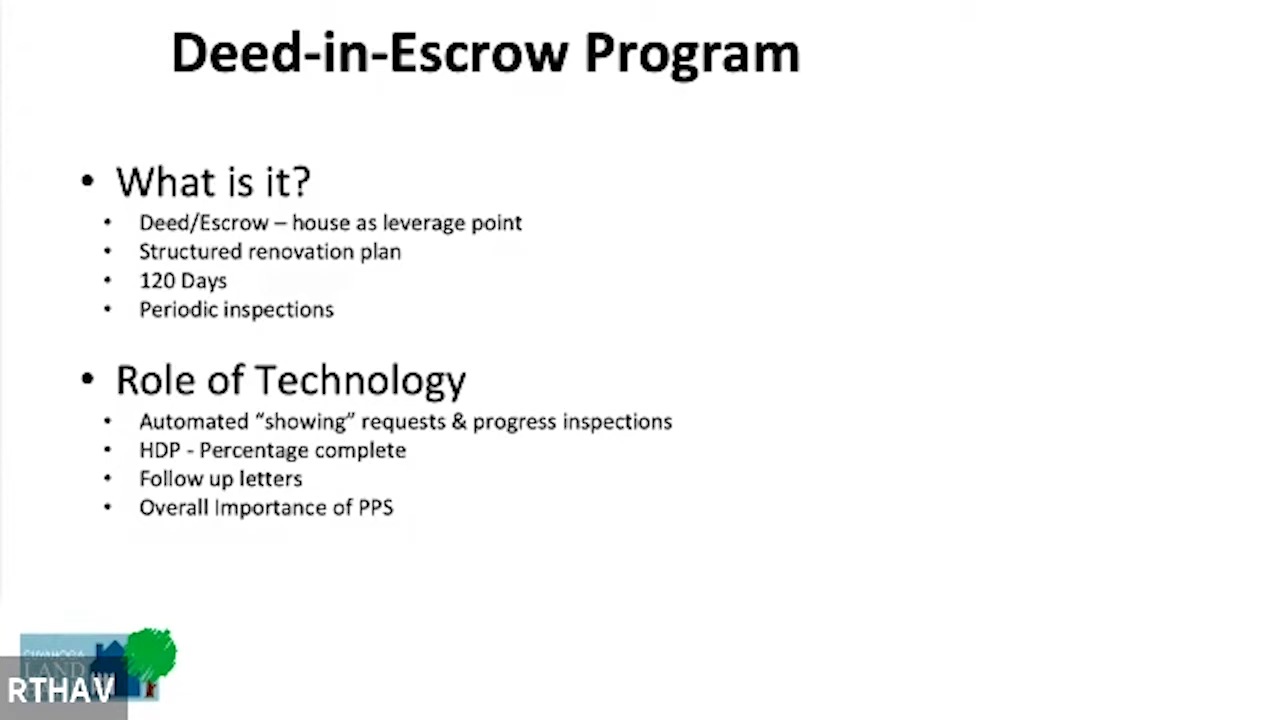 Deed-in-Escrow Program
• What is it?
• Deed/Escrow – house as leverage point
• Structured renovation plan
• 120 Days
• Periodic inspections
• Role of Technology
• Automated “showing” requests & progress inspections
• HDP - Percentage complete
• Follow up letters
• Overall Importance of PPS
CUYAHOGA
LAND
RTHAV